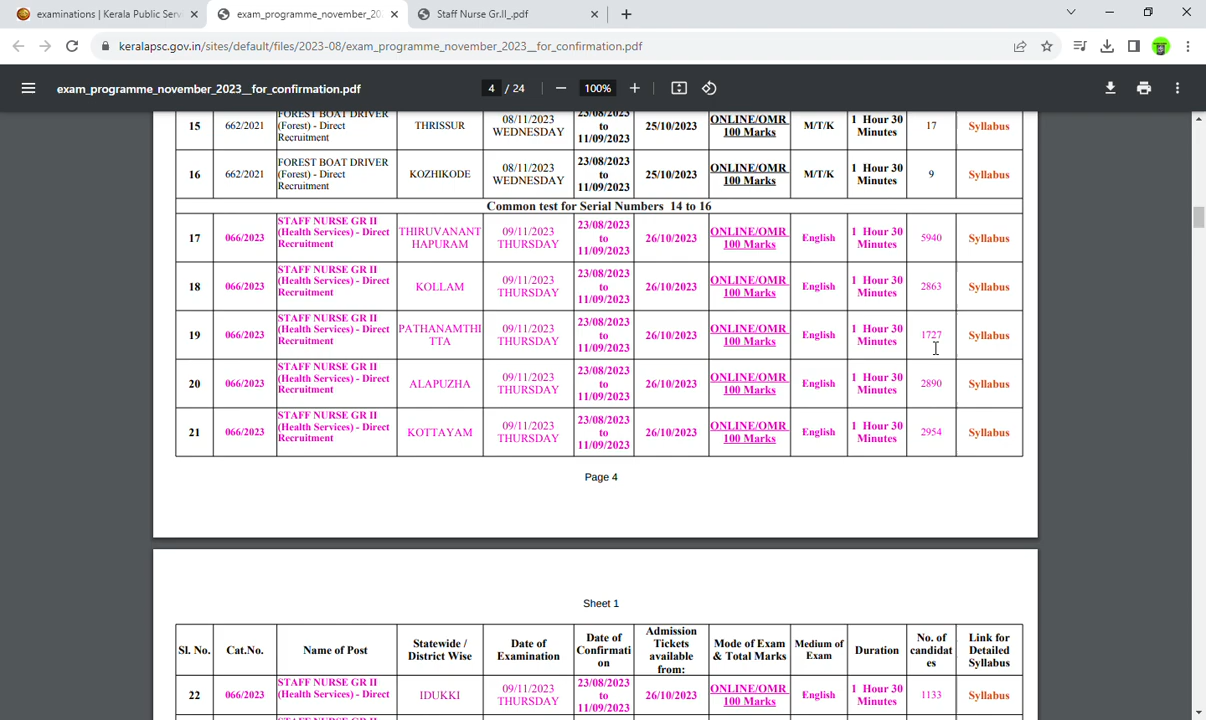 examinations | Kerala Public Serv
exam_programme_november_202
Staff Nurse Gr.II_.pdf
keralapsc.gov.in/sites/default/files/2023-08/exam_programme_november_2023__for_confirmation.pdf
exam_programme_november_2023__for_confirmation.pdf
4 / 24
100%
15 662/2021 FOREST BOAT DRIVER (Forest) - Direct Recruitment THRISSUR 08/11/2023 WEDNESDAY 23/08/2023 to 11/09/2023 25/10/2023 ONLINE/OMR 100 Marks M/T/K 1 Hour 30 Minutes 17 Syllabus
16 662/2021 FOREST BOAT DRIVER (Forest) - Direct Recruitment KOZHIKODE 08/11/2023 WEDNESDAY 23/08/2023 to 11/09/2023 25/10/2023 ONLINE/OMR 100 Marks M/T/K 1 Hour 30 Minutes 9 Syllabus
Common test for Serial Numbers 14 to 16
17 066/2023 STAFF NURSE GR II (Health Services) - Direct Recruitment THIRUVANANTHAPURAM 09/11/2023 THURSDAY 23/08/2023 to 11/09/2023 26/10/2023 ONLINE/OMR 100 Marks English 1 Hour 30 Minutes 5940 Syllabus
18 066/2023 STAFF NURSE GR II (Health Services) - Direct Recruitment KOLLAM 09/11/2023 THURSDAY 23/08/2023 to 11/09/2023 26/10/2023 ONLINE/OMR 100 Marks English 1 Hour 30 Minutes 2863 Syllabus
19 066/2023 STAFF NURSE GR II (Health Services) - Direct Recruitment PATHANAMTHITTA 09/11/2023 THURSDAY 23/08/2023 to 11/09/2023 26/10/2023 ONLINE/OMR 100 Marks English 1 Hour 30 Minutes 1727 Syllabus
20 066/2023 STAFF NURSE GR II (Health Services) - Direct Recruitment ALAPUZHA 09/11/2023 THURSDAY 23/08/2023 to 11/09/2023 26/10/2023 ONLINE/OMR 100 Marks English 1 Hour 30 Minutes 2890 Syllabus
21 066/2023 STAFF NURSE GR II (Health Services) - Direct Recruitment KOTTAYAM 09/11/2023 THURSDAY 23/08/2023 to 11/09/2023 26/10/2023 ONLINE/OMR 100 Marks English 1 Hour 30 Minutes 2954 Syllabus
Page 4
Sheet 1
Sl. No. Cat.No. Name of Post Statewide / District Wise Date of Examination Date of Confirmation Admission Tickets available from: Mode of Exam & Total Marks Medium of Exam Duration No. of candidates Link for Detailed Syllabus
22 066/2023 STAFF NURSE GR II (Health Services) - Direct IDUKKI 09/11/2023 THURSDAY 23/08/2023 to 11/09/2023 26/10/2023 ONLINE/OMR 100 Marks English 1 Hour 30 Minutes 1133 Syllabus